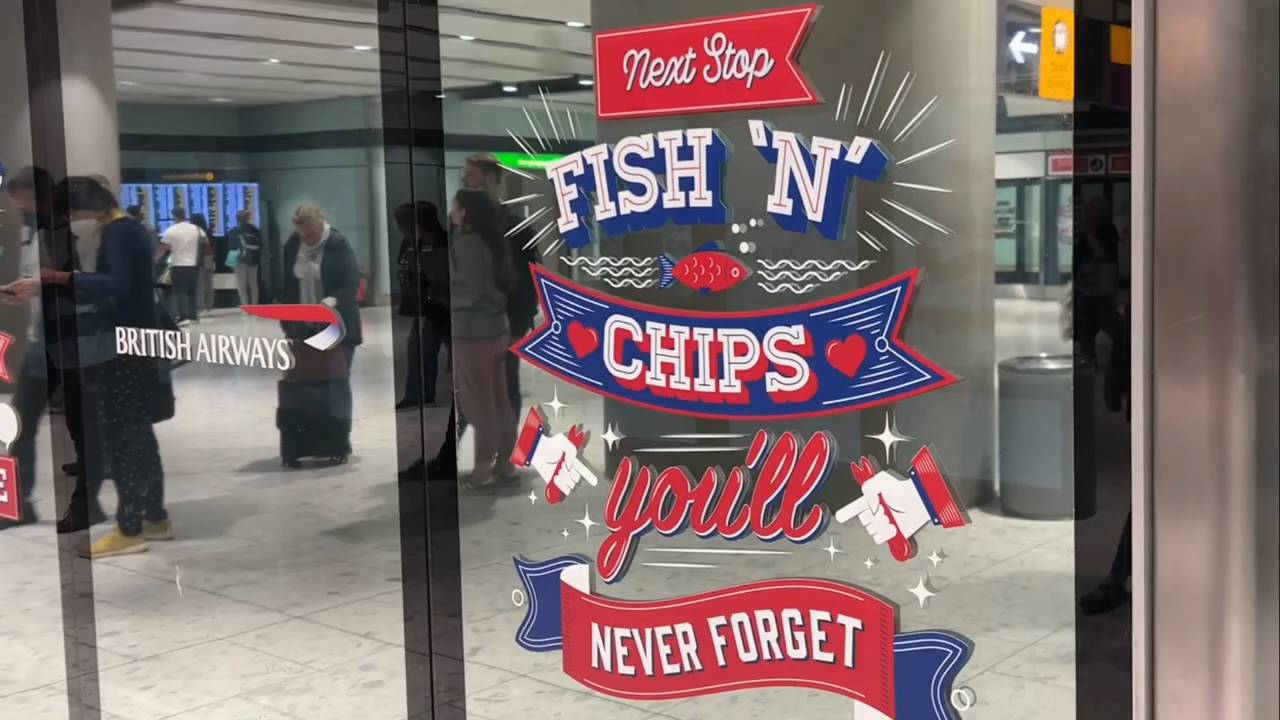 Next Stop
FISH 'N'
CHIPS
you'll
NEVER FORGET
BRITISH AIRWAYS
E